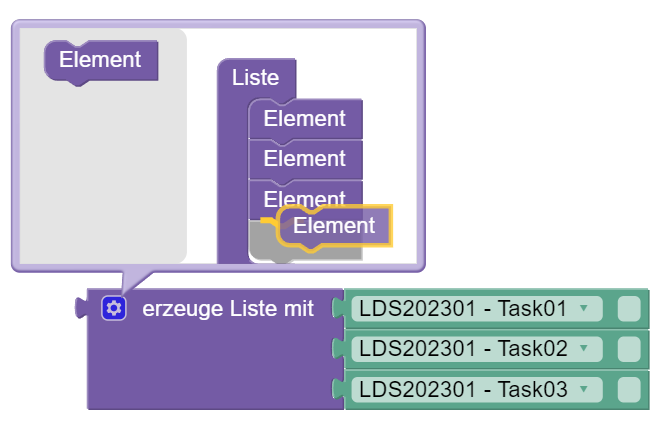 Element
Liste
Element
Element
Element
Element
erzeuge Liste mit
LDS202301 - Task01
LDS202301 - Task02
LDS202301 - Task03